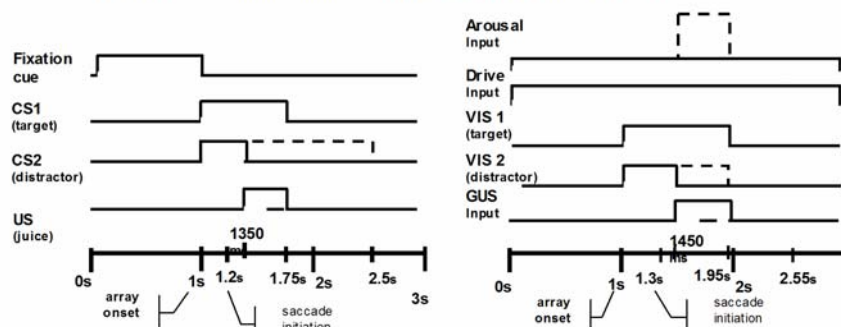 Fixation
cue
CS1
(target)
CS2
(distractor)
US
(juice)
1350
0s
1s
1.2s
1.75s
2s
2.5s
3s
array
onset
saccade
initiation
Arousal
Input
Drive
Input
VIS 1
(target)
VIS 2
(distractor)
GUS
Input
1450
ms
0s
1s
1.3s
1.95s
2s
2.55s
array
onset
saccade
initiation